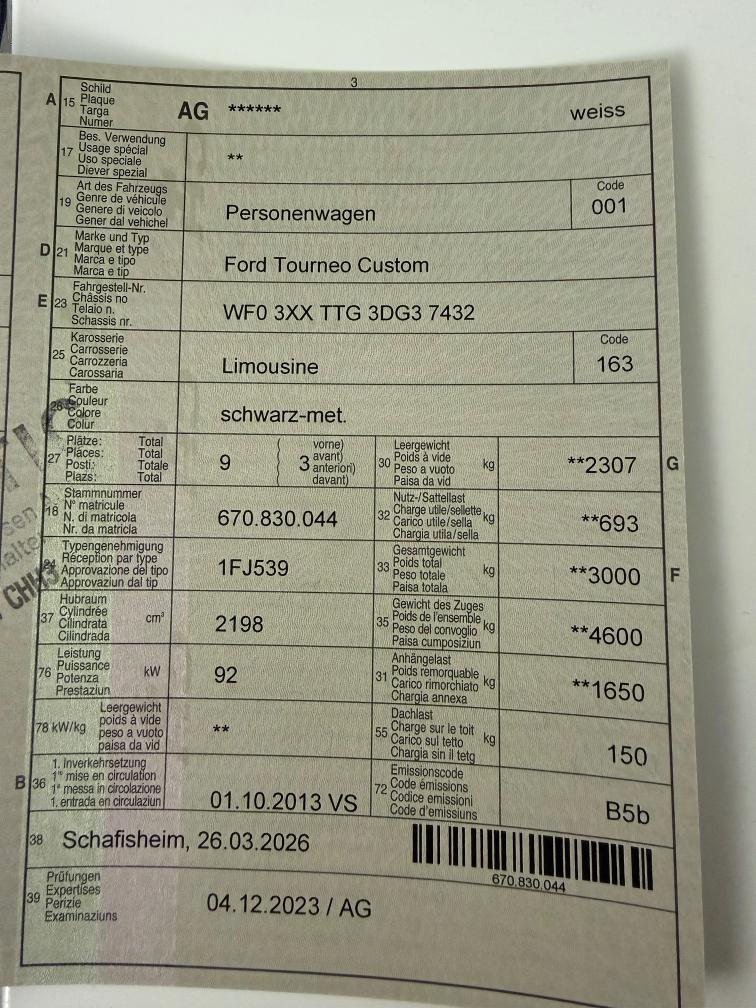 3
A 15 Schild
Plaque
Targa
Numer
AG ****** weiss
17 Bes. Verwendung
Usage spécial
Uso speciale
Diever spezial
**
19 Art des Fahrzeugs
Genre de véhicule
Genere di veicolo
Gener dal vehichel
Personenwagen
Code
001
D 21 Marke und Typ
Marque et type
Marca e tipo
Marca e tip
Ford Tourneo Custom
E 23 Fahrgestell-Nr.
Châssis no
Telaio n.
Schassis nr.
WF0 3XX TTG 3DG3 7432
25 Karosserie
Carrosserie
Carrozzeria
Carossaria
Limousine
Code
163
26 Farbe
Couleur
Colore
Colur
schwarz-met.
27 Plätze: Total
Places: Total
Posti: Totale
Plazs: Total
9
3
vorne)
avant)
anteriori)
davant)
30 Leergewicht
Poids à vide
Peso a vuoto
Paisa da vid
kg
**2307 G
18 Stammnummer
N° matricule
N. di matricola
Nr. da matricla
670.830.044
32 Nutz-/Sattellast
Charge utile/sellette
Carico utile/sella
Chargia utila/sella
kg
**693
24 Typengenehmigung
Réception par type
Approvazione del tipo
Approvaziun dal tip
1FJ539
33 Gesamtgewicht
Poids total
Peso totale
Paisa totala
kg
**3000 F
37 Hubraum
Cylindrée
Cilindrata
Cilindrada
cm³
2198
35 Gewicht des Zuges
Poids de l'ensemble
Peso del convoglio
Paisa cumposiziun
kg
**4600
76 Leistung
Puissance
Potenza
Prestaziun
kW
92
31 Anhängelast
Poids remorquable
Carico rimorchiato
Chargia annexa
kg
**1650
78 kW/kg
Leergewicht
poids à vide
peso a vuoto
paisa da vid
**
55 Dachlast
Charge sur le toit
Carico sul tetto
Chargia sin il tetg
kg
150
B 36 1. Inverkehrsetzung
1re mise en circulation
1a messa in circolazione
1. entrada en circulaziun
01.10.2013 VS
72 Emissionscode
Code émissions
Codice emissioni
Code d'emissiuns
B5b
38 Schafisheim, 26.03.2026
670.830.044
39 Prüfungen
Expertises
Perizie
Examinaziuns
04.12.2023 / AG